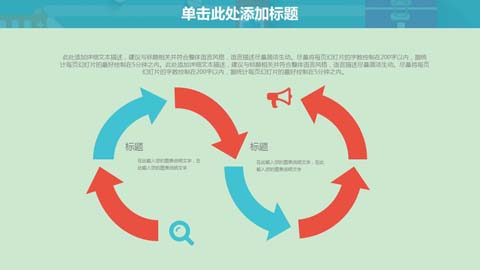 单击此处添加标题
此处添加详细文本描述，建议与标题相关并符合整体语言风格，语言描述尽量简洁生动。尽量将每页幻灯片的字数控制在200字以内，据统
计每页幻灯片的最好控制在5分钟之内。此处添加详细文本描述，建议与标题相关并符合整体语言风格，语言描述尽量简洁生动。尽量将每页
幻灯片的字数控制在200字以内，据统计每页幻灯片的最好控制在5分钟之内。
标题
在此输入您的图表说明文字，在
此输入您的图表说明文字
标题
在此输入您的图表说明文字，在此
输入您的图表说明文字